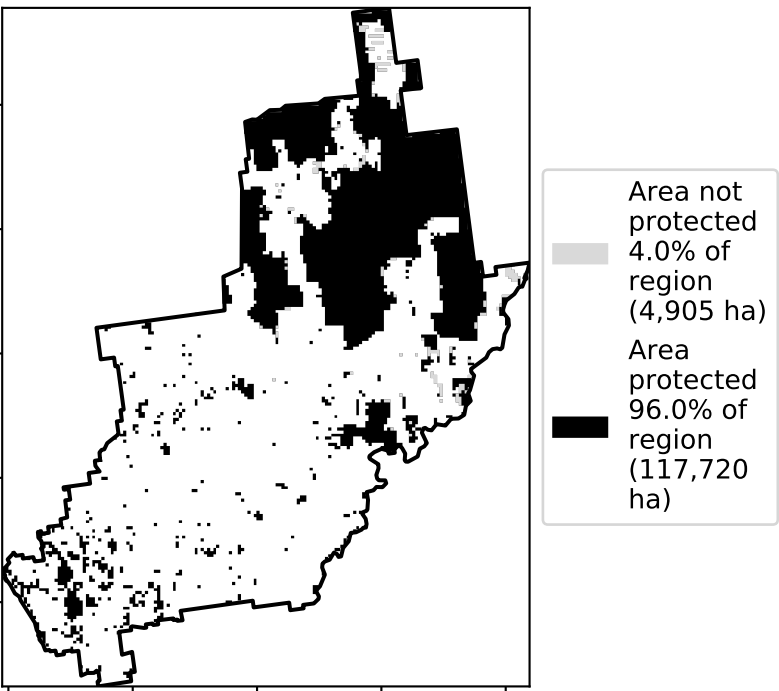 Area not
protected
4.0% of
region
(4,905 ha)
Area
protected
96.0% of
region
(117,720
ha)